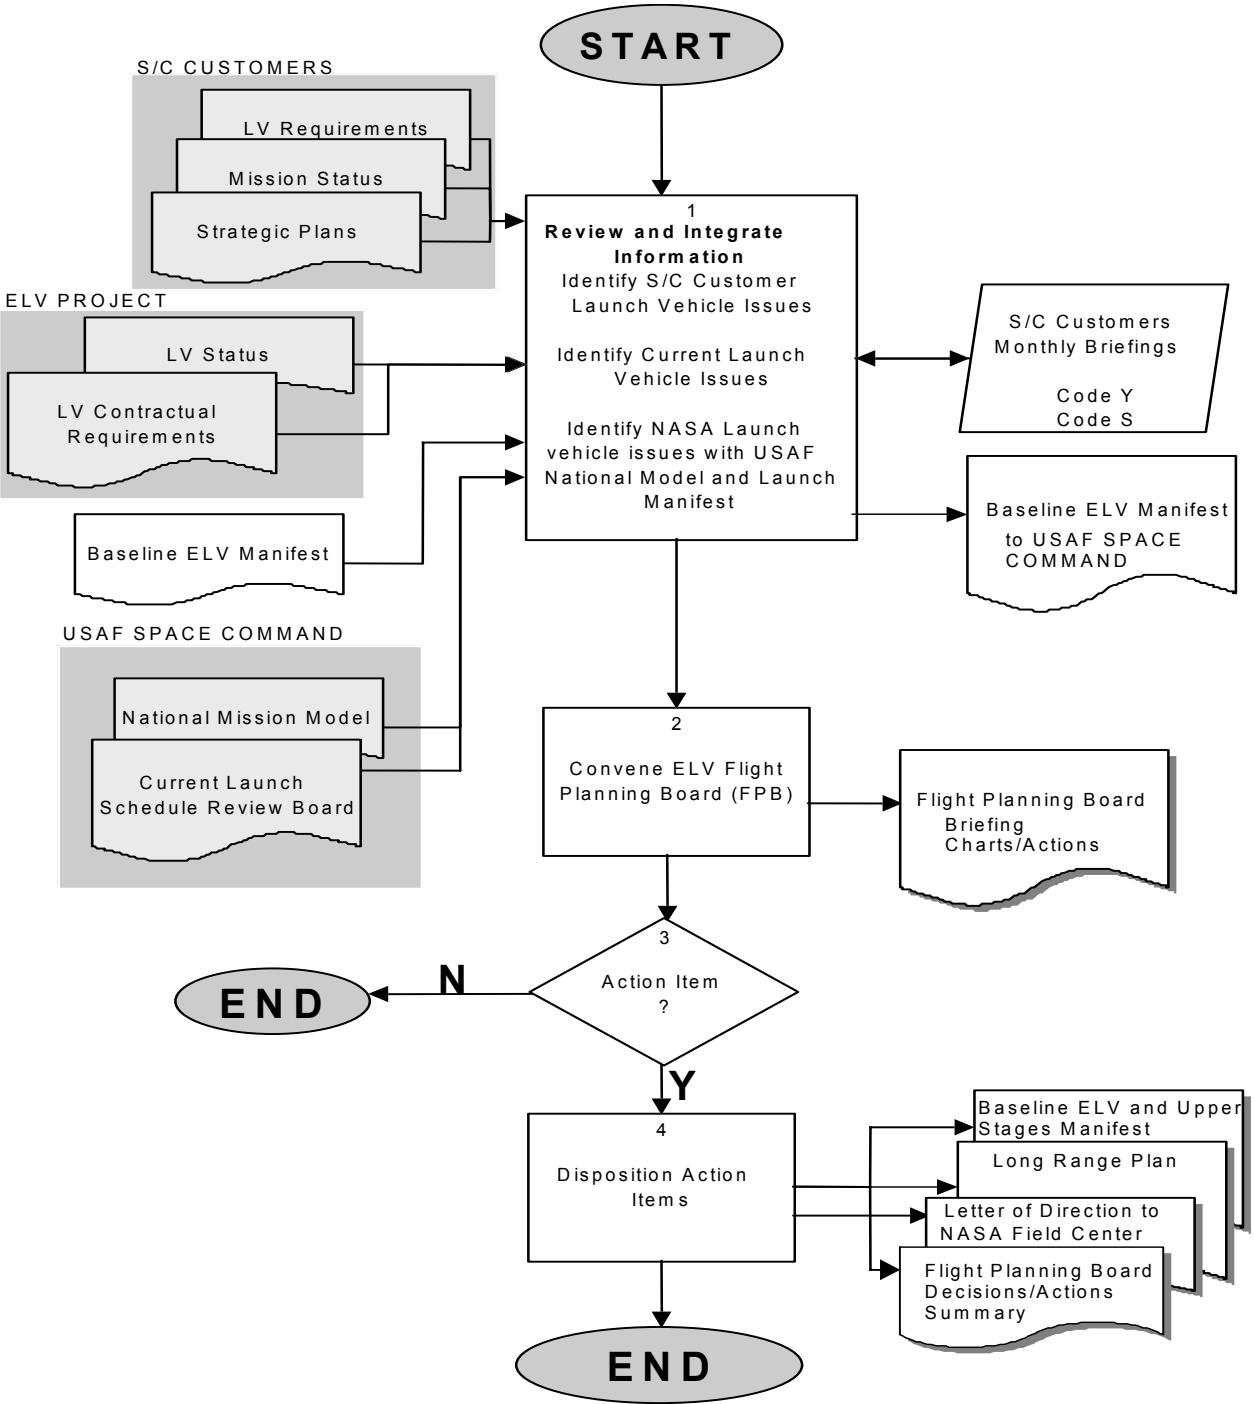 START
S/C CUSTOMERS
LV Requirements
Mission Status
Strategic Plans
ELV PROJECT
LV Status
LV Contractual
Requirements
Baseline ELV Manifest
USAF SPACE COMMAND
National Mission Model
Current Launch
Schedule Review Board
1
Review and Integrate
Information
Identify S/C Customer
Launch Vehicle Issues
Identify Current Launch
Vehicle Issues
Identify NASA Launch
vehicle issues with USAF
National Model and Launch
Manifest
S/C Customers
Monthly Briefings
Code Y
Code S
Baseline ELV Manifest
to USAF SPACE
COMMAND
2
Convene ELV Flight
Planning Board (FPB)
Flight Planning Board
Briefing
Charts/Actions
3
Action Item
?
N
END
Y
4
Disposition Action
Items
Baseline ELV and Upper
Stages Manifest
Long Range Plan
Letter of Direction to
NASA Field Center
Flight Planning Board
Decisions/Actions
Summary
END